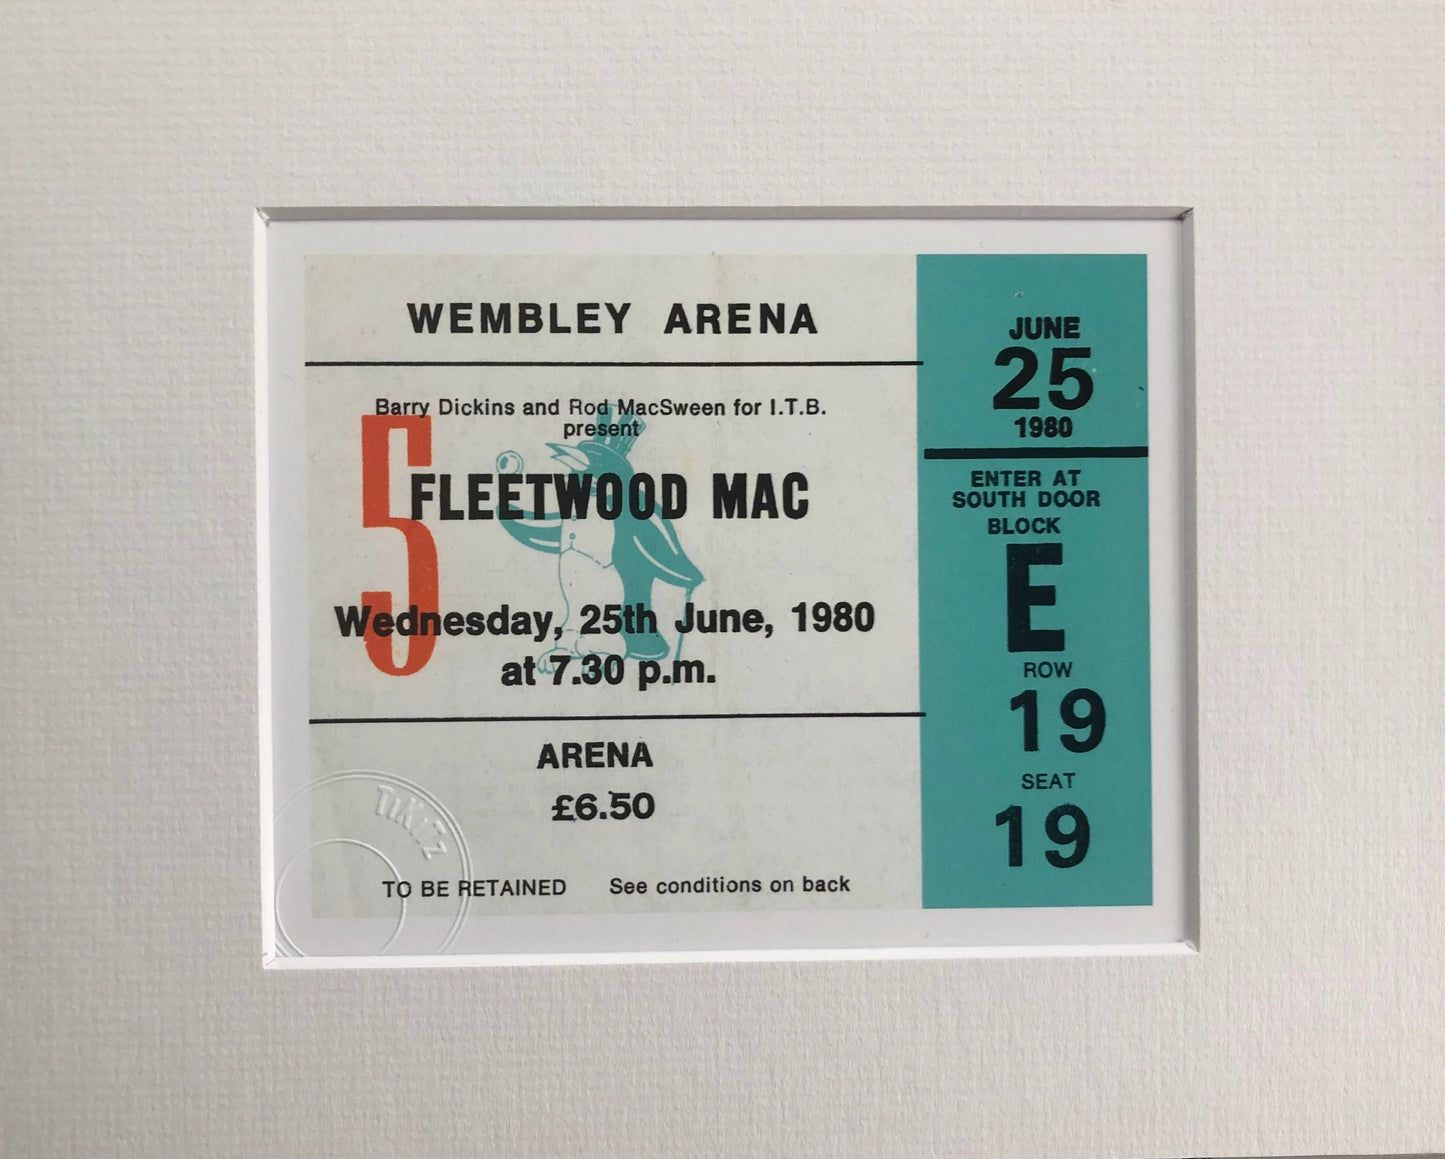 WEMBLEY ARENA
Barry Dickins and Rod MacSween for I.T.B.
present
5
FLEETWOOD MAC
Wednesday, 25th June, 1980
at 7.30 p.m.
ARENA
£6.50
TO BE RETAINED See conditions on back
JUNE
25
1980
ENTER AT
SOUTH DOOR
BLOCK
E
ROW
19
SEAT
19